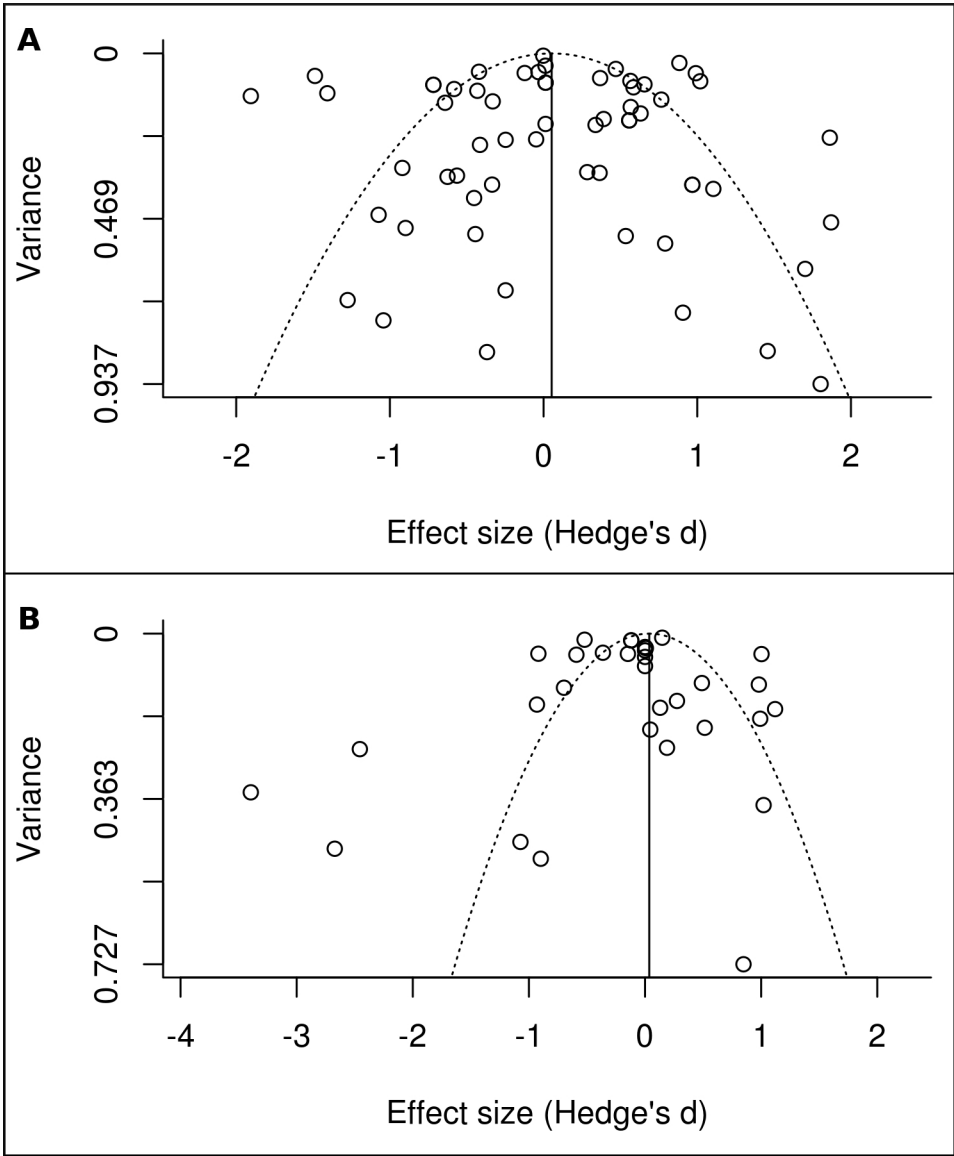 A
Variance
0
0.469
0.937
-2 -1 0 1 2
Effect size (Hedge's d)
B
Variance
0
0.363
0.727
-4 -3 -2 -1 0 1 2
Effect size (Hedge's d)